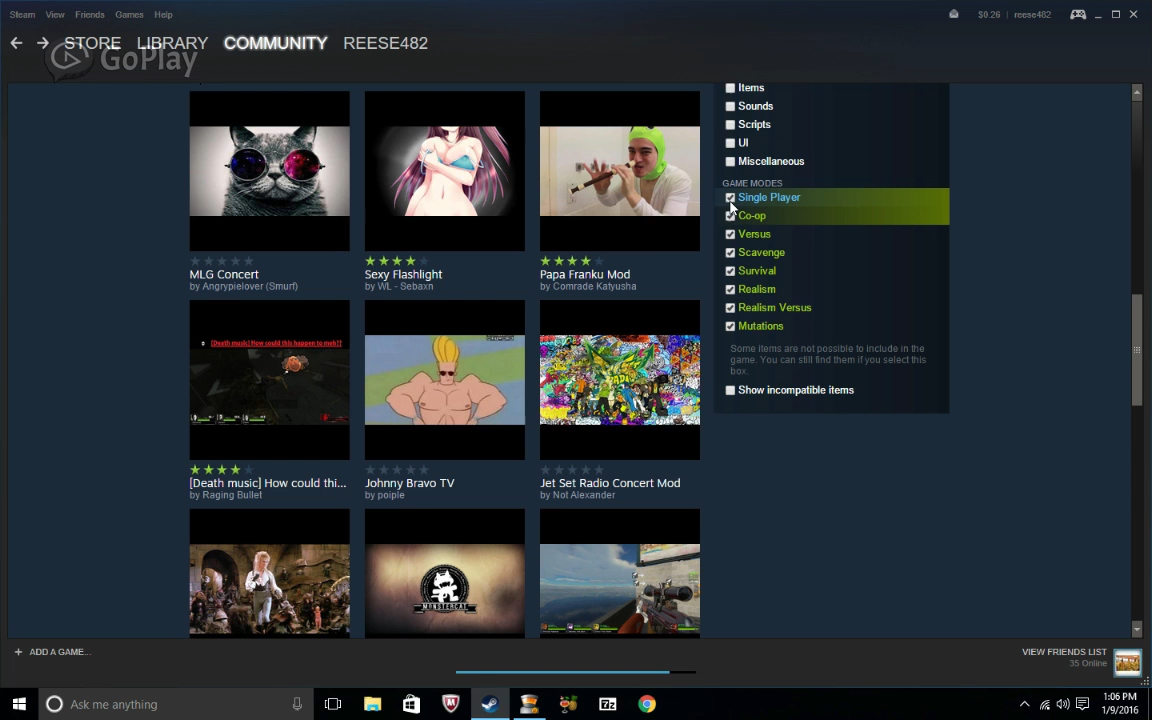 Steam View Friends Games Help
$0.26 | reese482
STORE LIBRARY COMMUNITY REESE482
GoPlay
Items
Sounds
Scripts
UI
Miscellaneous
GAME MODES
Single Player
Co-op
Versus
Scavenge
Survival
Realism
Realism Versus
Mutations
Some items are not possible to include in the
game. You can still find them if you select this
box.
Show incompatible items
MLG Concert
by Angrypielover (Smurf)
Sexy Flashlight
by WL - Sebaxn
Papa Franku Mod
by Comrade Katyusha
[Death music] How could this happen to meh!?
[Death music] How could thi...
by Raging Bullet
Johnny Bravo TV
by poiple
Jet Set Radio Concert Mod
by Not Alexander
MONSTERCAT
+ ADD A GAME...
VIEW FRIENDS LIST
35 Online
Ask me anything
7z
1:06 PM
1/9/2016